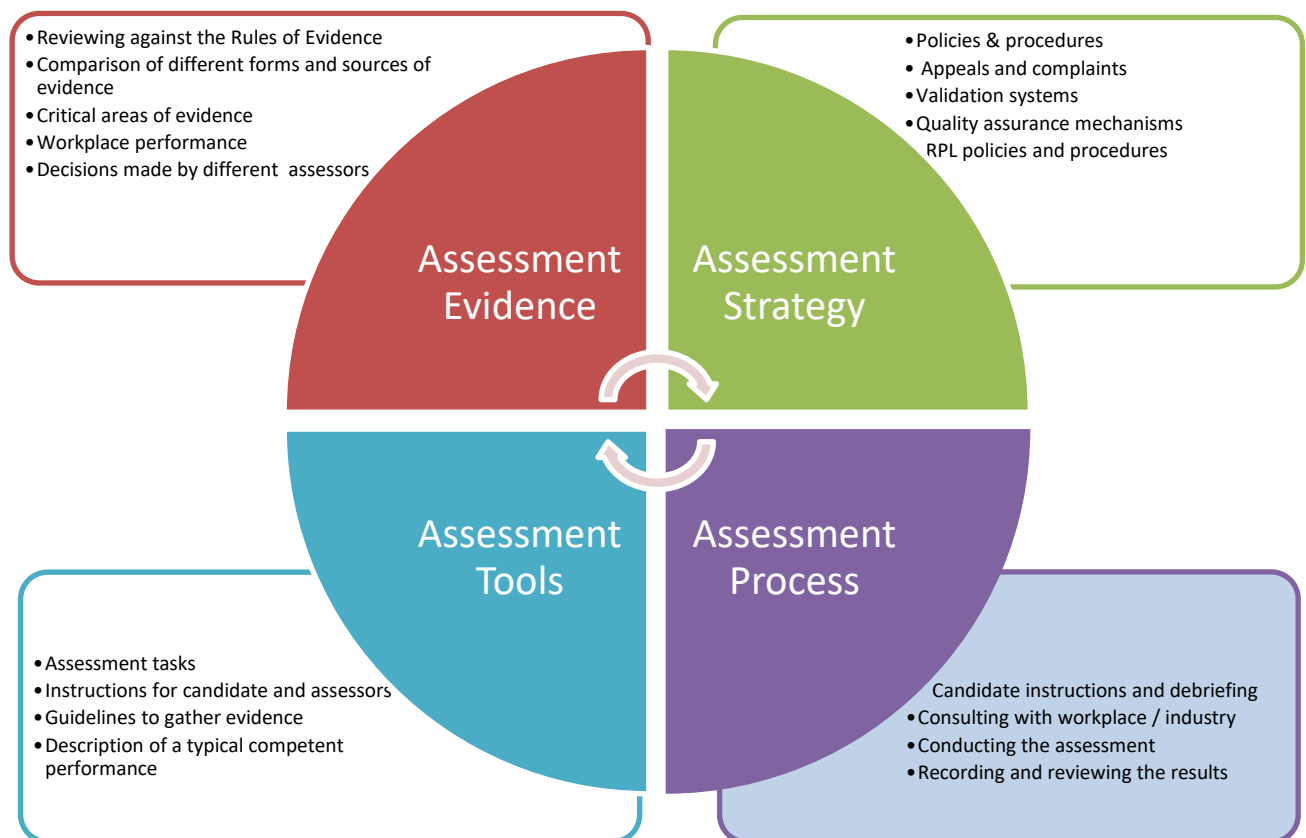 •Reviewing against the Rules of Evidence
•Comparison of different forms and sources of
evidence
•Critical areas of evidence
•Workplace performance
•Decisions made by different assessors
•Policies & procedures
• Appeals and complaints
•Validation systems
•Quality assurance mechanisms
RPL policies and procedures
Assessment
Evidence
Assessment
Strategy
Assessment
Tools
Assessment
Process
•Assessment tasks
•Instructions for candidate and assessors
•Guidelines to gather evidence
•Description of a typical competent
performance
Candidate instructions and debriefing
•Consulting with workplace / industry
•Conducting the assessment
•Recording and reviewing the results